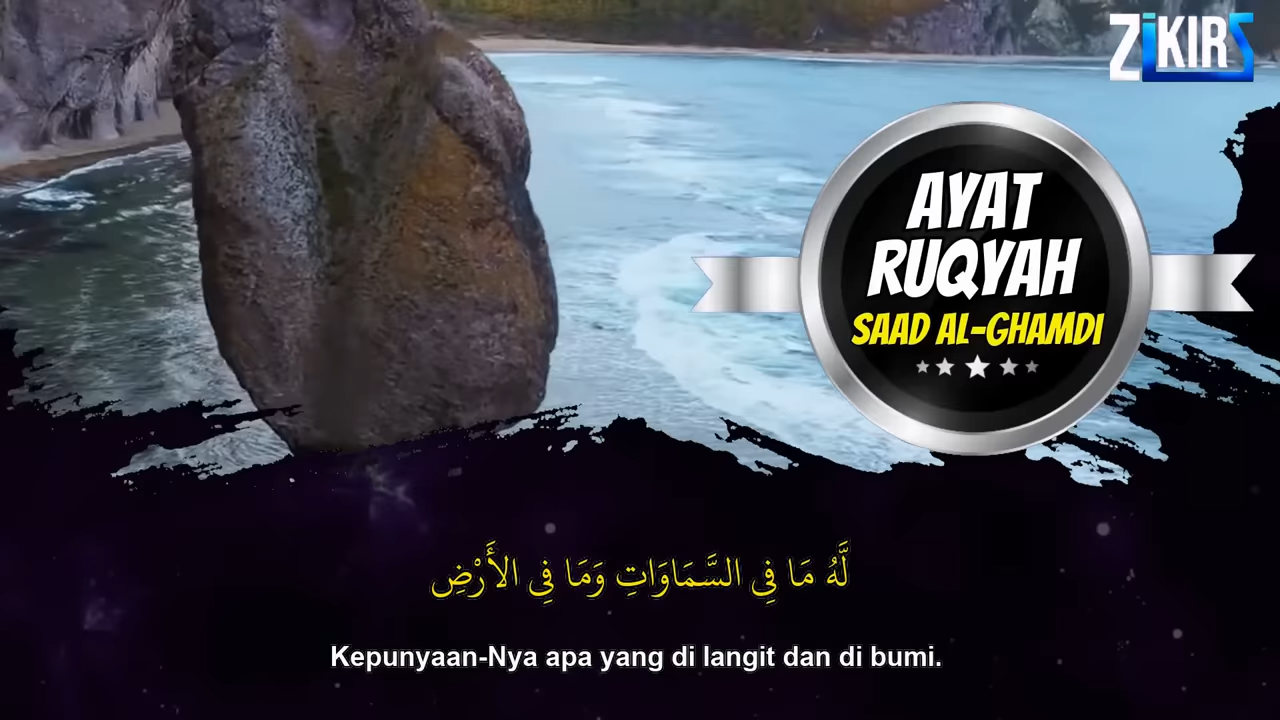 ZiKIRS
AYAT
RUQYAH
SAAD AL-GHAMDI
لَّهُ مَا فِي السَّمَاوَاتِ وَمَا فِي الأَرْضِ
Kepunyaan-Nya apa yang di langit dan di bumi.